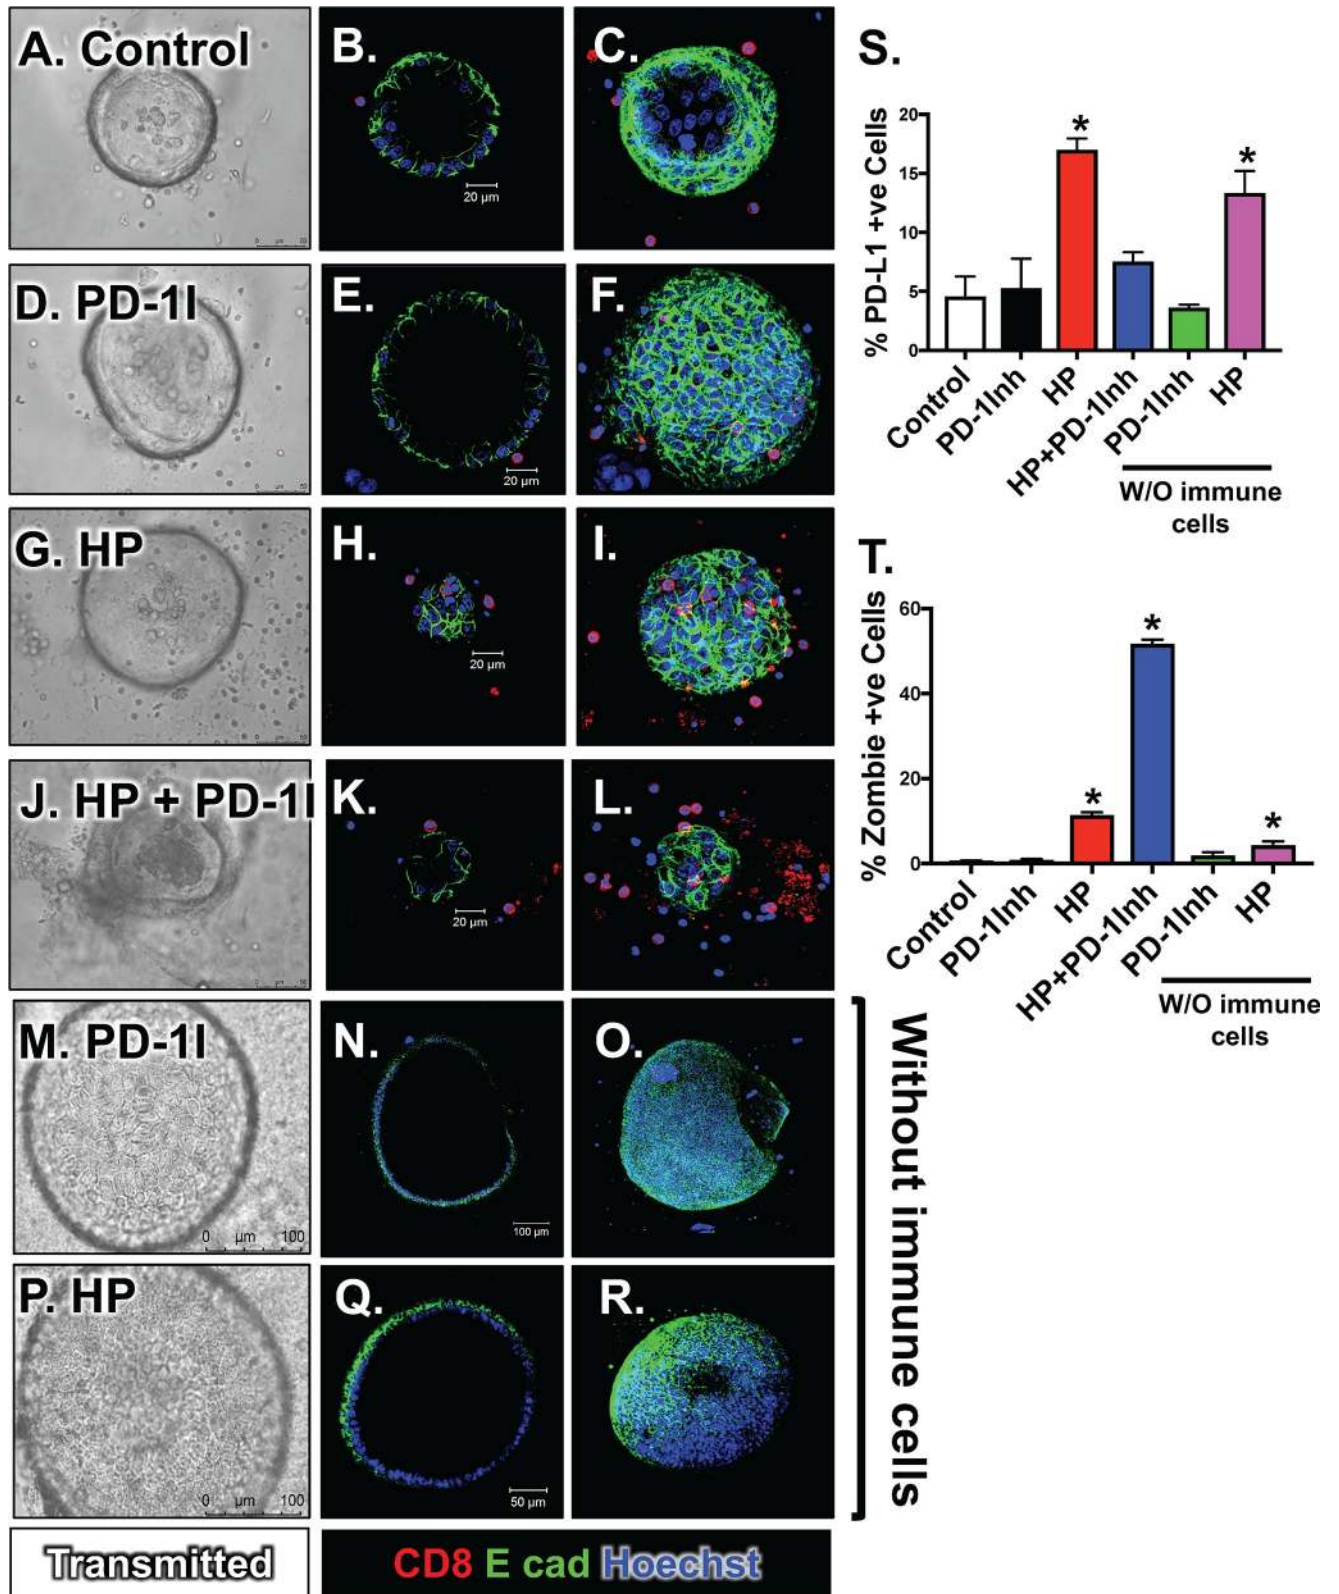 A. Control
B.
C.
20 µm
D. PD-1I
E.
F.
20 µm
G. HP
H.
I.
20 µm
J. HP + PD-1I
K.
L.
20 µm
M. PD-1I
0 µm 100
N.
O.
100 µm
P. HP
0 µm 100
Q.
R.
50 µm
Transmitted
CD8 E cad Hoechst
Without immune cells
S.
% PD-L1 +ve Cells
20
15
10
5
0
*
*
Control
PD-1Inh
HP
HP+PD-1Inh
PD-1Inh
HP
W/O immune
cells
T.
% Zombie +ve Cells
60
40
20
0
*
*
*
Control
PD-1Inh
HP
HP+PD-1Inh
PD-1Inh
HP
W/O immune
cells